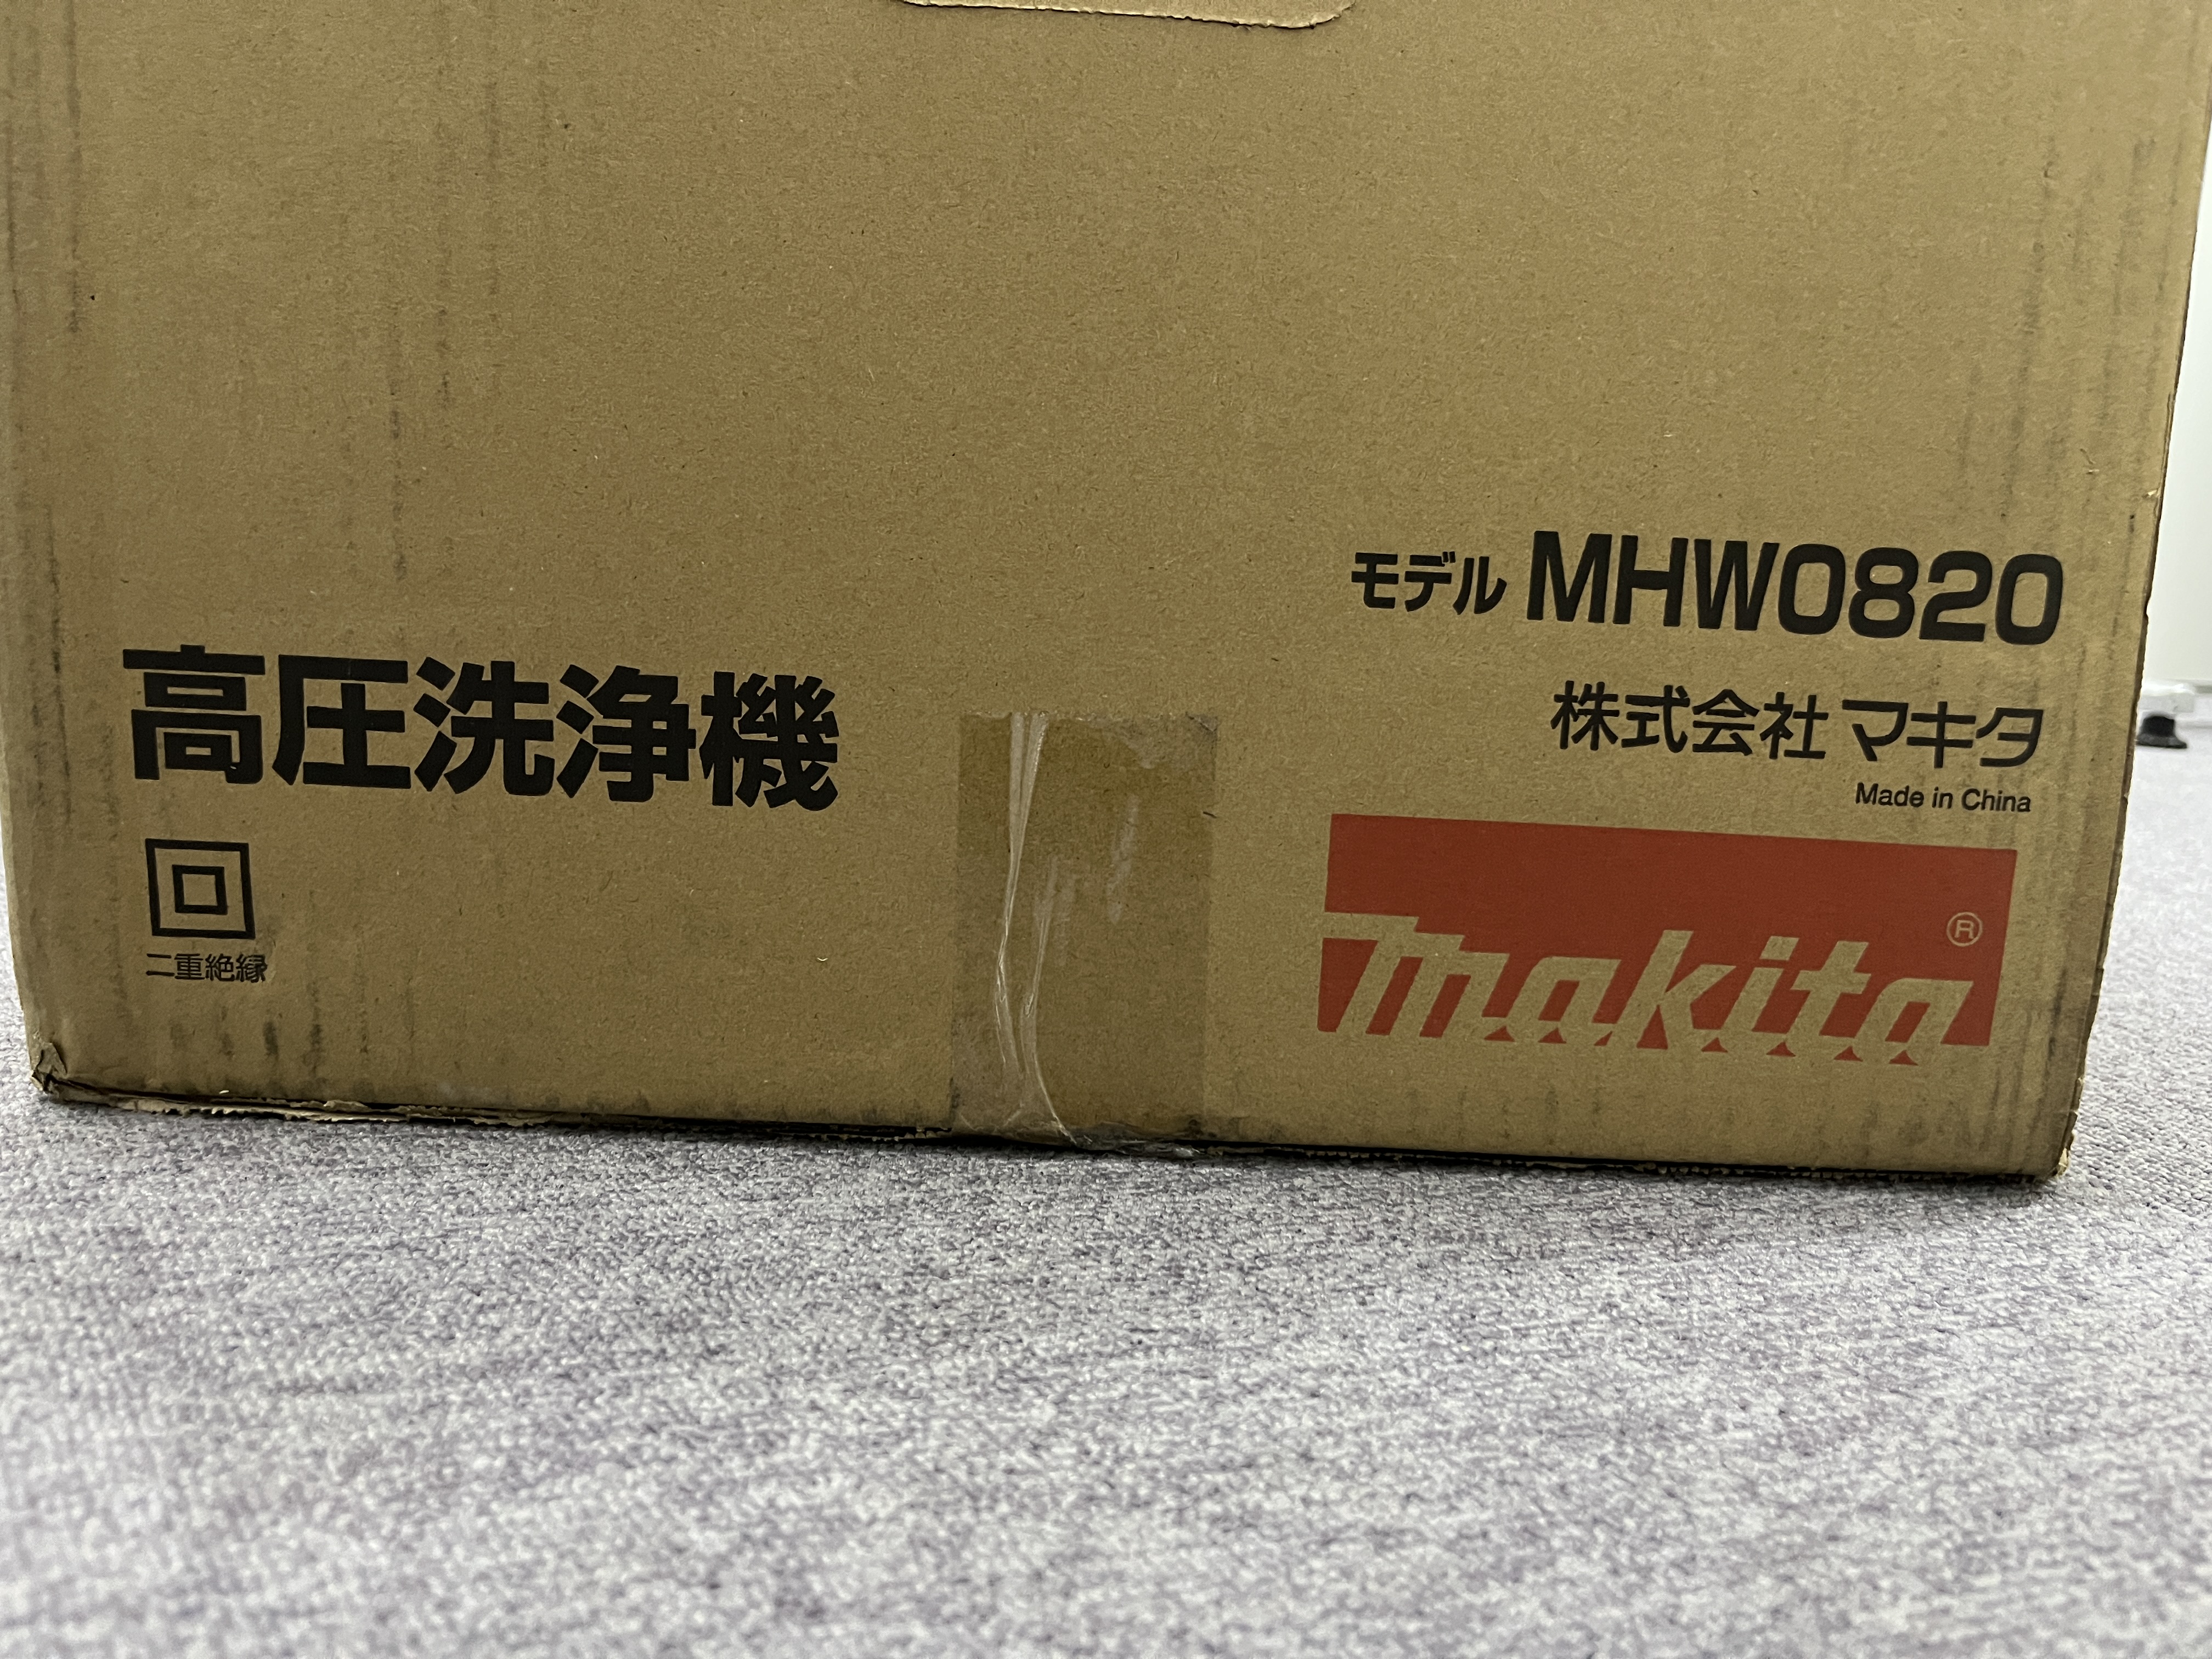 モデル MHW0820
高圧洗浄機
株式会社 マキタ
Made in China
makita ®
二重絶縁